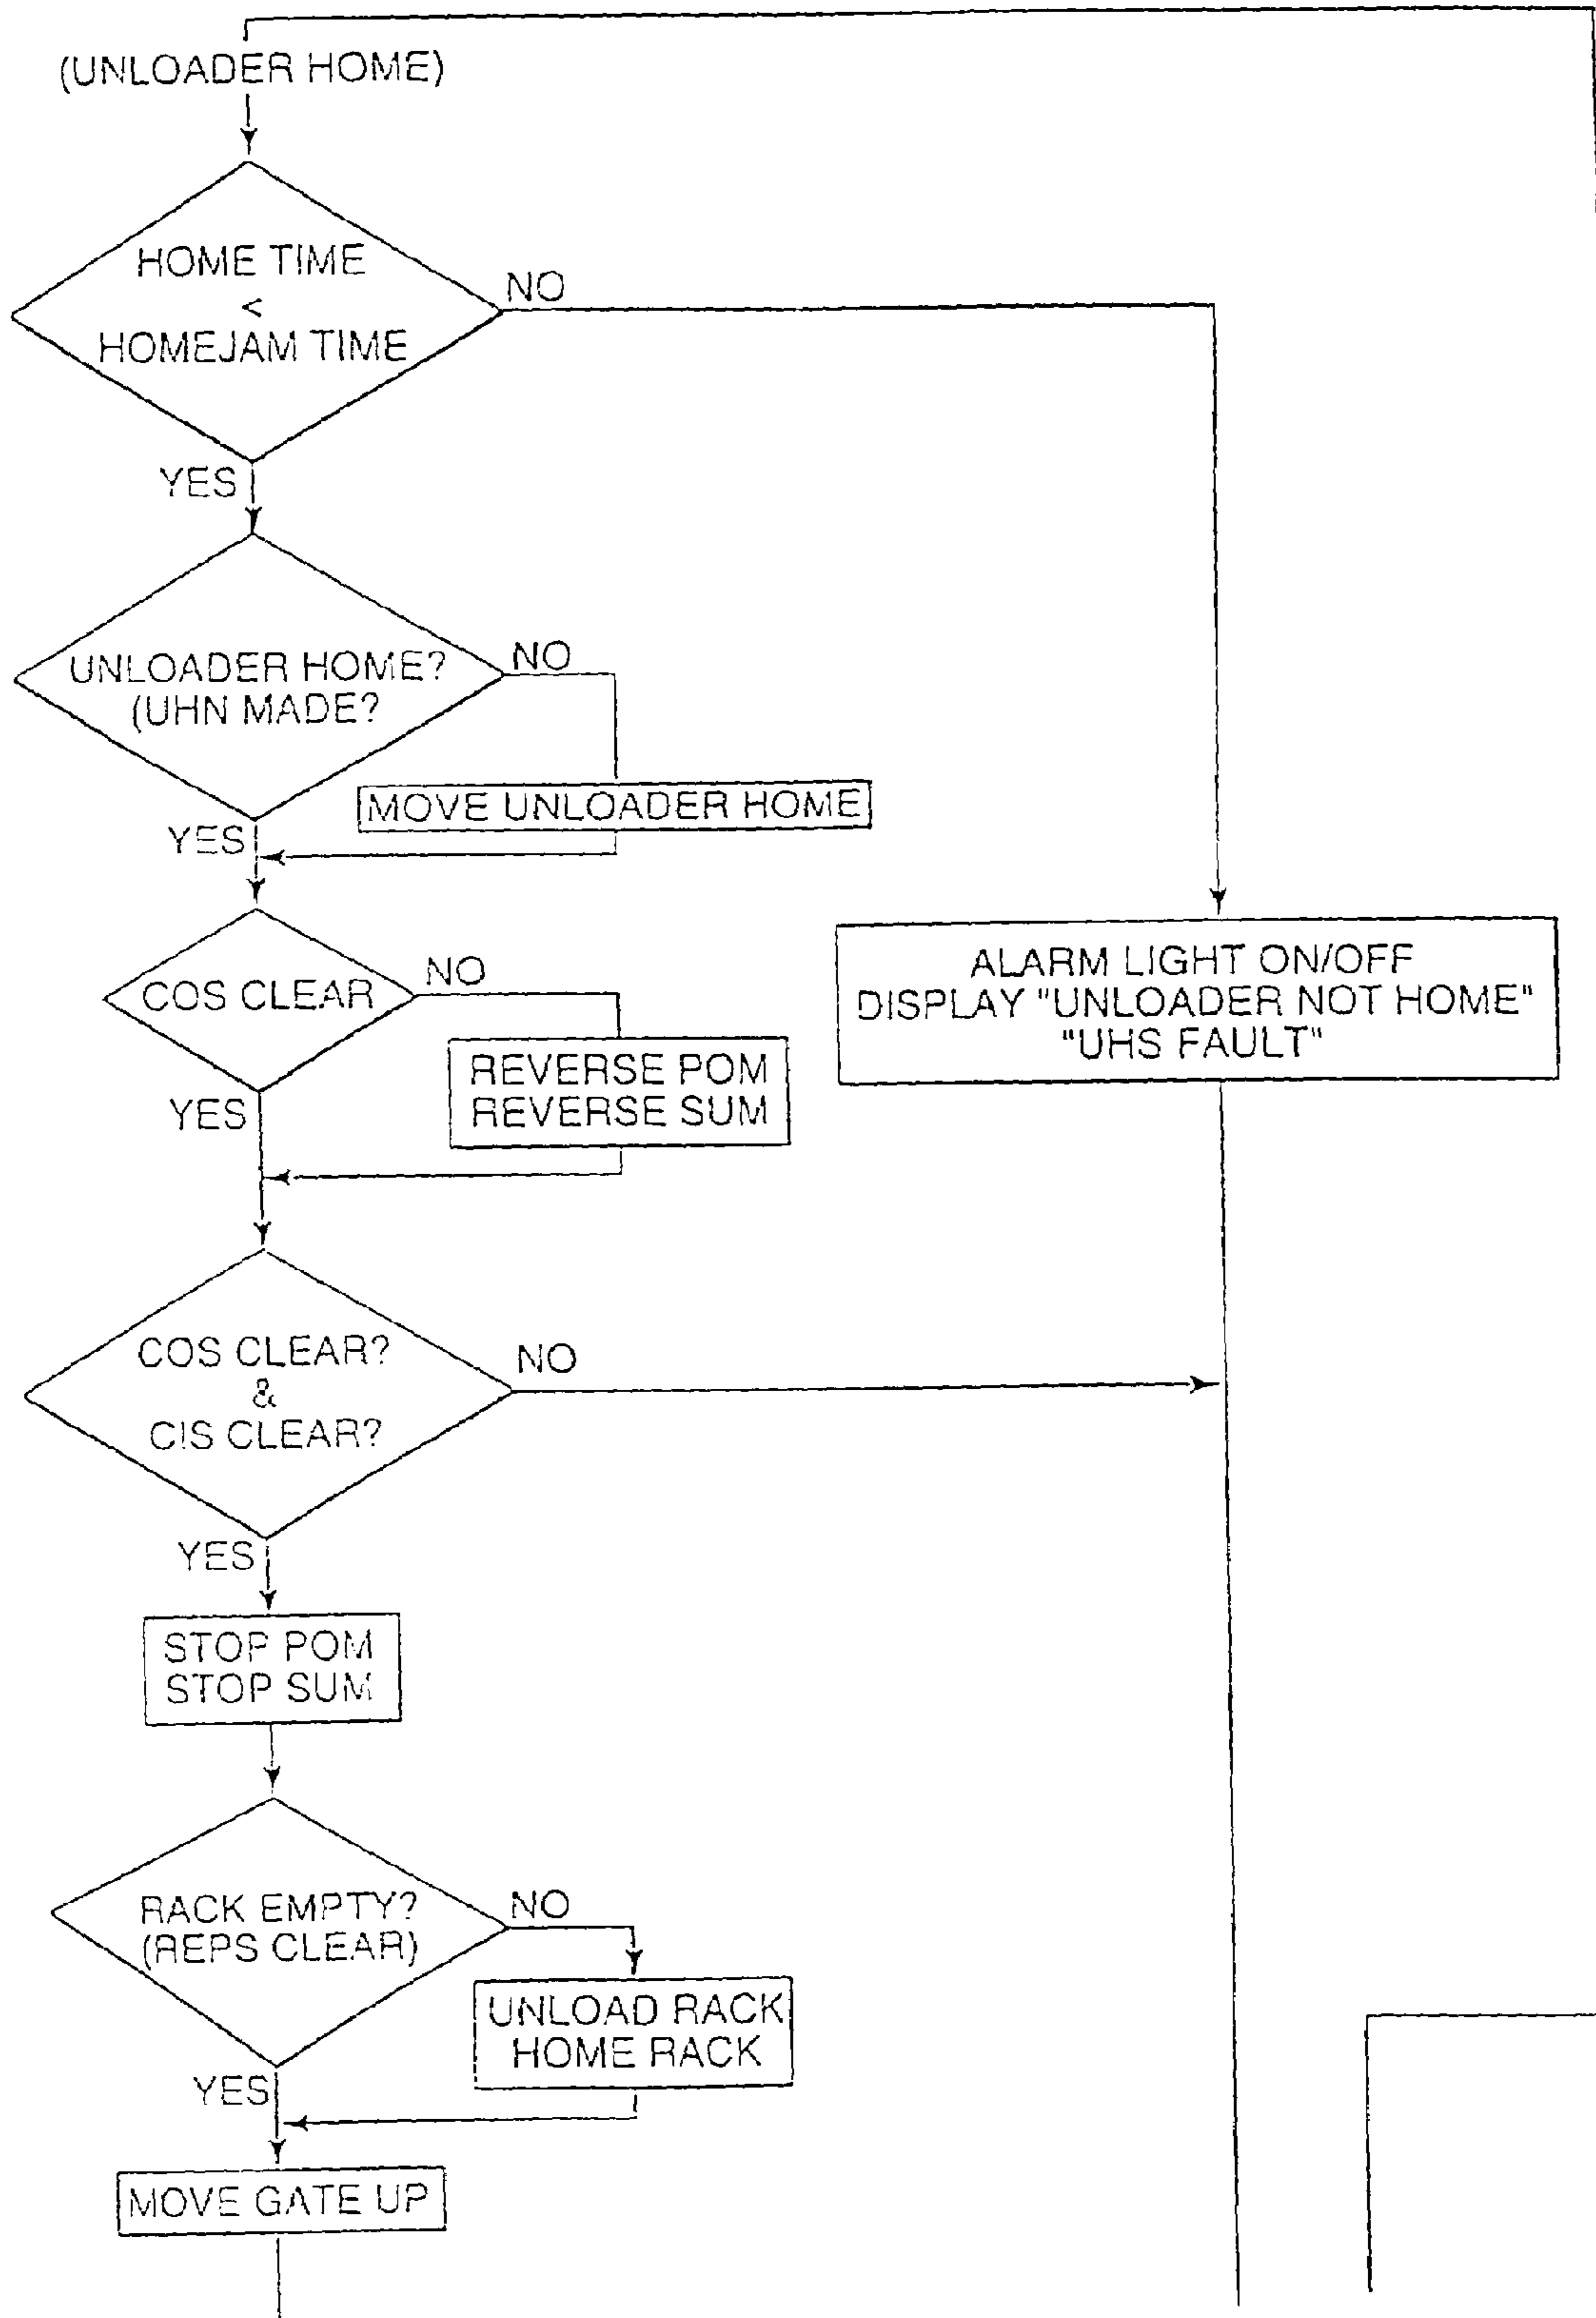 (UNLOADER HOME)
HOME TIME
<
HOMEJAM TIME
NO
YES
UNLOADER HOME?
(UHN MADE?
NO
MOVE UNLOADER HOME
YES
COS CLEAR
NO
REVERSE POM
REVERSE SUM
YES
ALARM LIGHT ON/OFF
DISPLAY "UNLOADER NOT HOME"
"UHS FAULT"
COS CLEAR?
&
CIS CLEAR?
NO
YES
STOP POM
STOP SUM
RACK EMPTY?
(REPS CLEAR)
NO
UNLOAD RACK
HOME RACK
YES
MOVE GATE UP